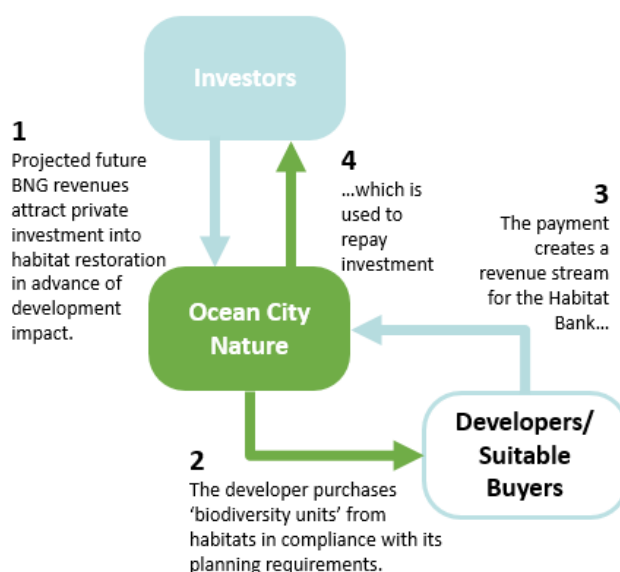 Investors
1
Projected future
BNG revenues
attract private
investment into
habitat restoration
in advance of
development
impact.
4
...which is
used to
repay
investment
3
The payment
creates a
revenue stream
for the Habitat
Bank...
Ocean City
Nature
Developers/
Suitable
Buyers
2
The developer purchases
‘biodiversity units’ from
habitats in compliance with its
planning requirements.